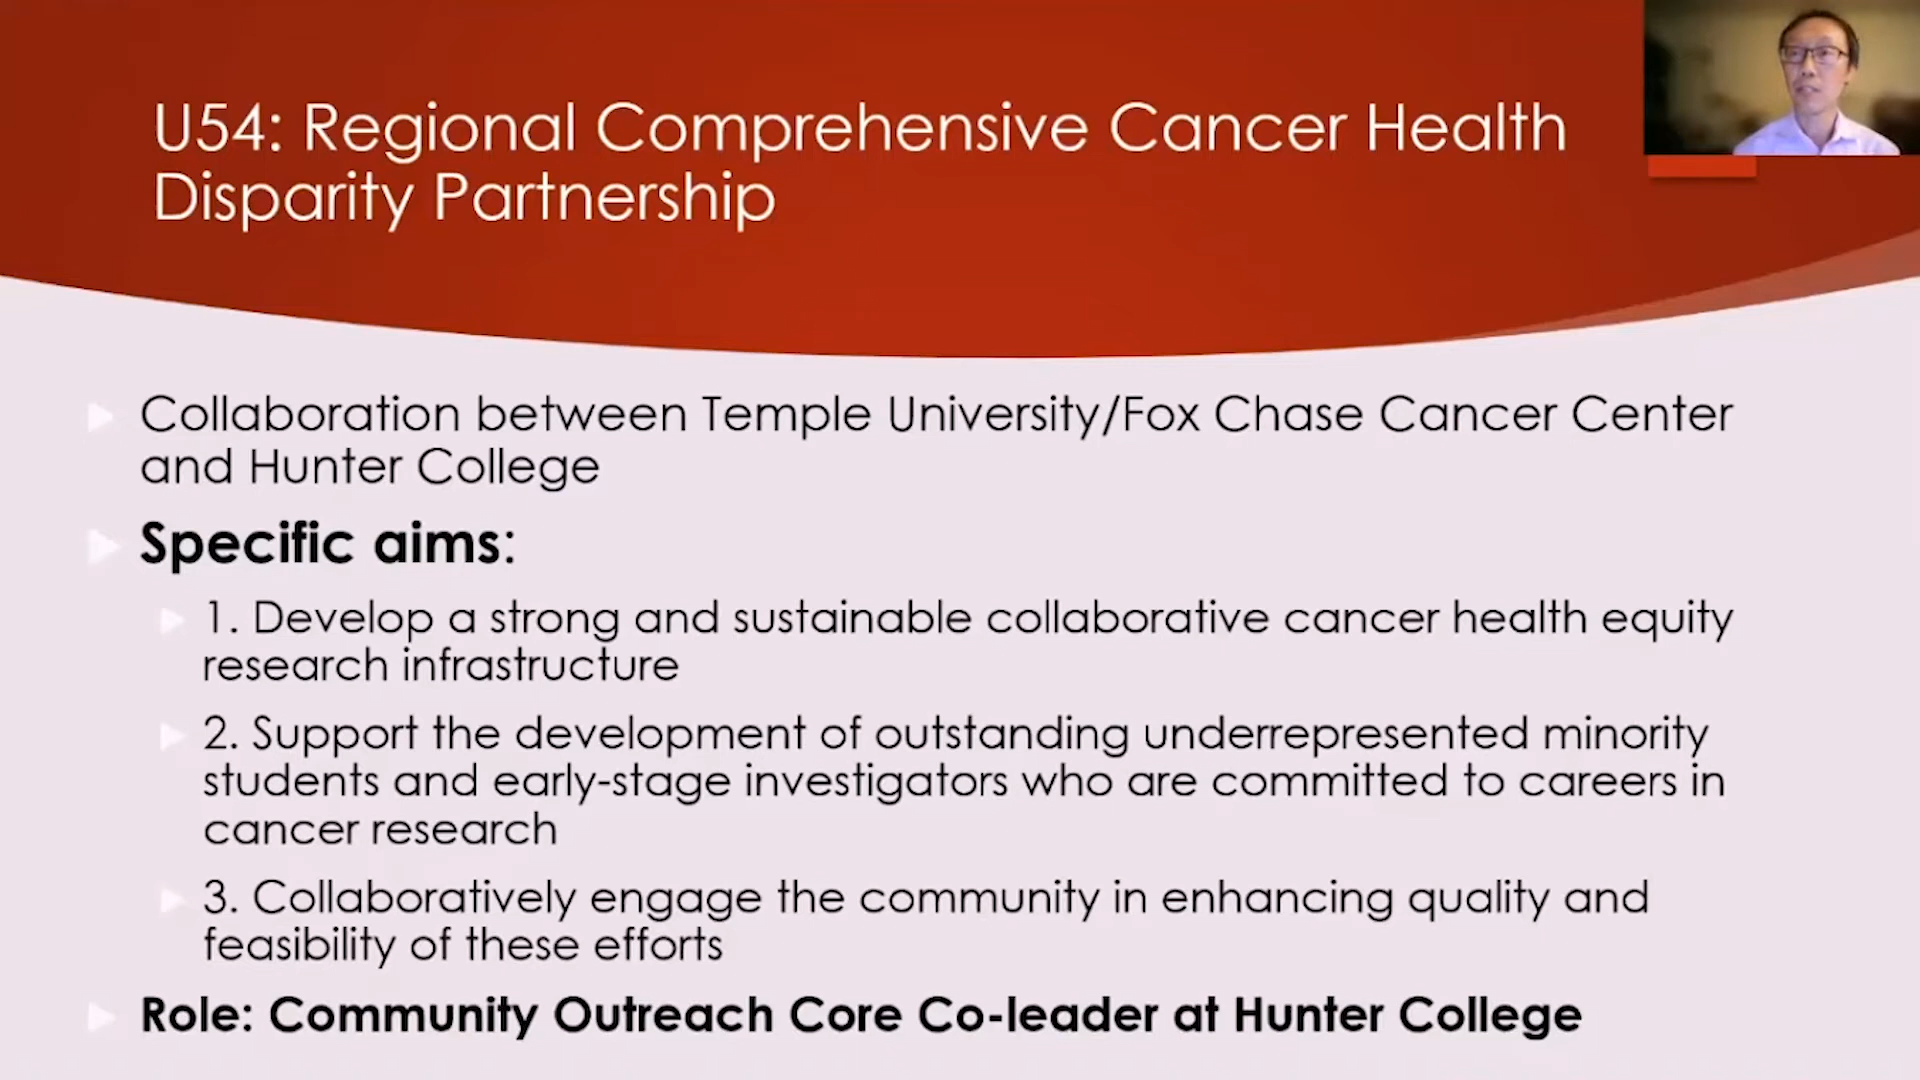 U54: Regional Comprehensive Cancer Health
Disparity Partnership
Collaboration between Temple University/Fox Chase Cancer Center
and Hunter College
Specific aims:
1. Develop a strong and sustainable collaborative cancer health equity
research infrastructure
2. Support the development of outstanding underrepresented minority
students and early-stage investigators who are committed to careers in
cancer research
3. Collaboratively engage the community in enhancing quality and
feasibility of these efforts
Role: Community Outreach Core Co-leader at Hunter College